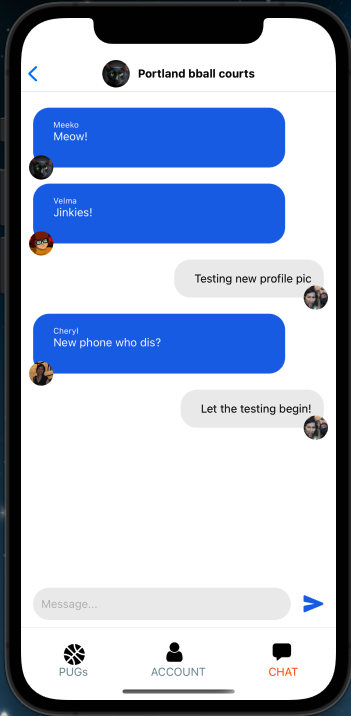 Portland bball courts
Meeko
Meow!
Velma
Jinkies!
Testing new profile pic
Cheryl
New phone who dis?
Let the testing begin!
Message...
PUGs
ACCOUNT
CHAT